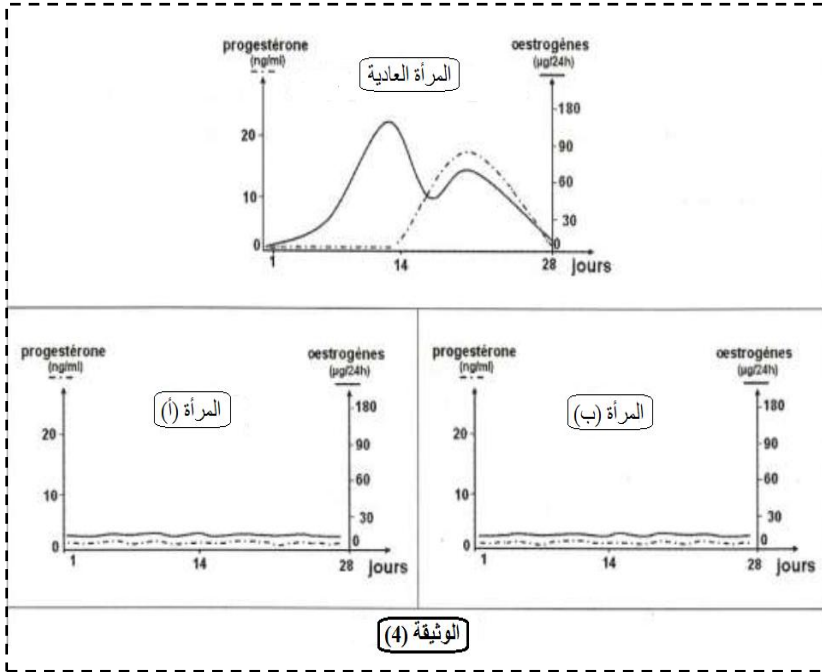 progestérone
(ng/ml)
oestrogènes
(µg/24h)
المرأة العادية
20
10
0
180
90
60
30
0
1
14
28
jours
progestérone
(ng/ml)
oestrogènes
(µg/24h)
المرأة (أ)
20
10
0
180
90
60
30
0
1
14
28
jours
progestérone
(ng/ml)
oestrogènes
(µg/24h)
المرأة (ب)
20
10
0
180
90
60
30
0
1
14
28
jours
الوثيقة (4)